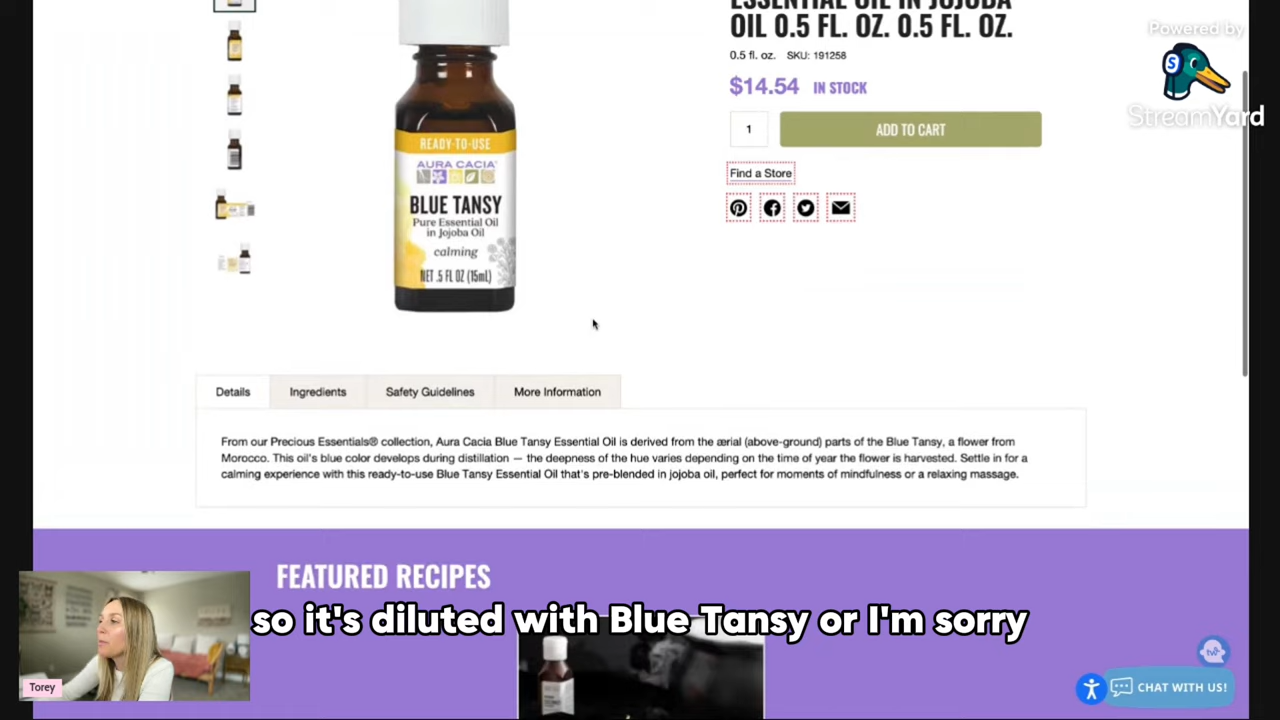 ESSENTIAL OIL IN JOJOBA
OIL 0.5 FL. OZ. 0.5 FL. OZ.
0.5 fl. oz. SKU: 191258
$14.54 IN STOCK
1
ADD TO CART
Find a Store
READY-TO-USE
AURA CACIA
BLUE TANSY
Pure Essential Oil
in Jojoba Oil
calming
NET .5 FL OZ (15mL)
Powered by
StreamYard
Details
Ingredients
Safety Guidelines
More Information
From our Precious Essentials® collection, Aura Cacia Blue Tansy Essential Oil is derived from the ærial (above-ground) parts of the Blue Tansy, a flower from
Morocco. This oil's blue color develops during distillation — the deepness of the hue varies depending on the time of year the flower is harvested. Settle in for a
calming experience with this ready-to-use Blue Tansy Essential Oil that's pre-blended in jojoba oil, perfect for moments of mindfulness or a relaxing massage.
FEATURED RECIPES
so it's diluted with Blue Tansy or I'm sorry
Torey
CHAT WITH US!